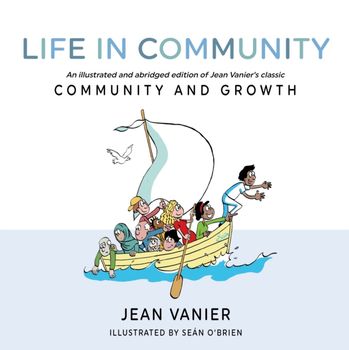 LIFE IN COMMUNITY
An illustrated and abridged edition of Jean Vanier's classic
COMMUNITY AND GROWTH
JEAN VANIER
ILLUSTRATED BY SEÁN O'BRIEN